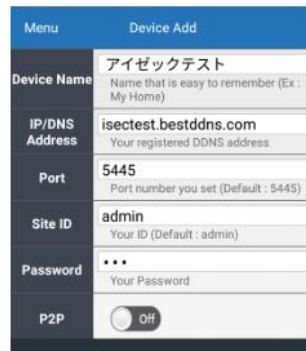 Menu Device Add
Device Name
アイゼックテスト
Name that is easy to remember (Ex :
My Home)
IP/DNS
Address
isectest.bestddns.com
Your registered DDNS address
Port
5445
Port number you set (Default : 5445)
Site ID
admin
Your ID (Default : admin)
Password
•••
Your Password
P2P
Off